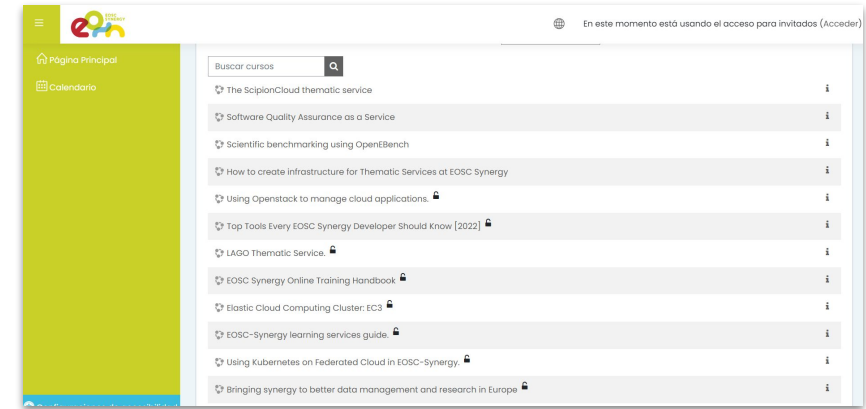 EOSC
SYNERGY
En este momento está usando el acceso para invitados (Acceder)
Página Principal
Calendario
Buscar cursos
The ScipionCloud thematic service
Software Quality Assurance as a Service
Scientific benchmarking using OpenEBench
How to create infrastructure for Thematic Services at EOSC Synergy
Using Openstack to manage cloud applications.
Top Tools Every EOSC Synergy Developer Should Know [2022]
LAGO Thematic Service.
EOSC Synergy Online Training Handbook
Elastic Cloud Computing Cluster: EC3
EOSC-Synergy learning services guide.
Using Kubernetes on Federated Cloud in EOSC-Synergy.
Bringing synergy to better data management and research in Europe